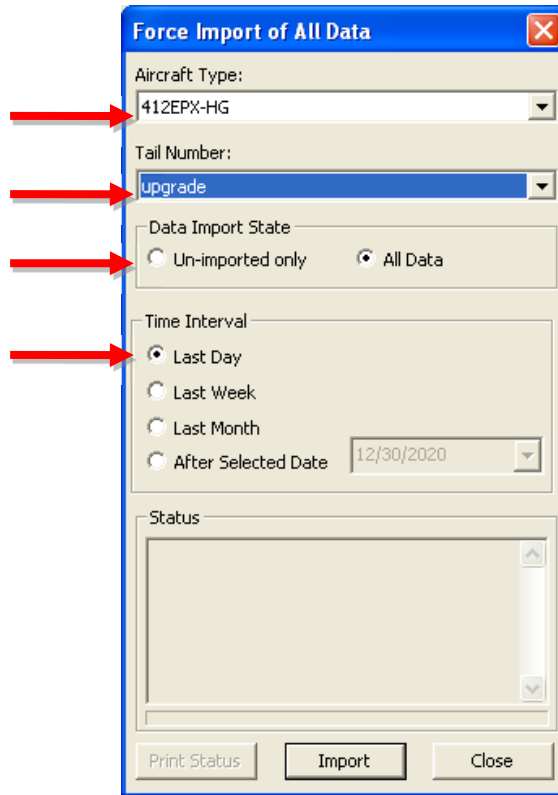 Force Import of All Data
Aircraft Type:
412EPX-HG
Tail Number:
upgrade
Data Import State
Un-imported only All Data
Time Interval
Last Day
Last Week
Last Month
After Selected Date 12/30/2020
Status
Print Status Import Close